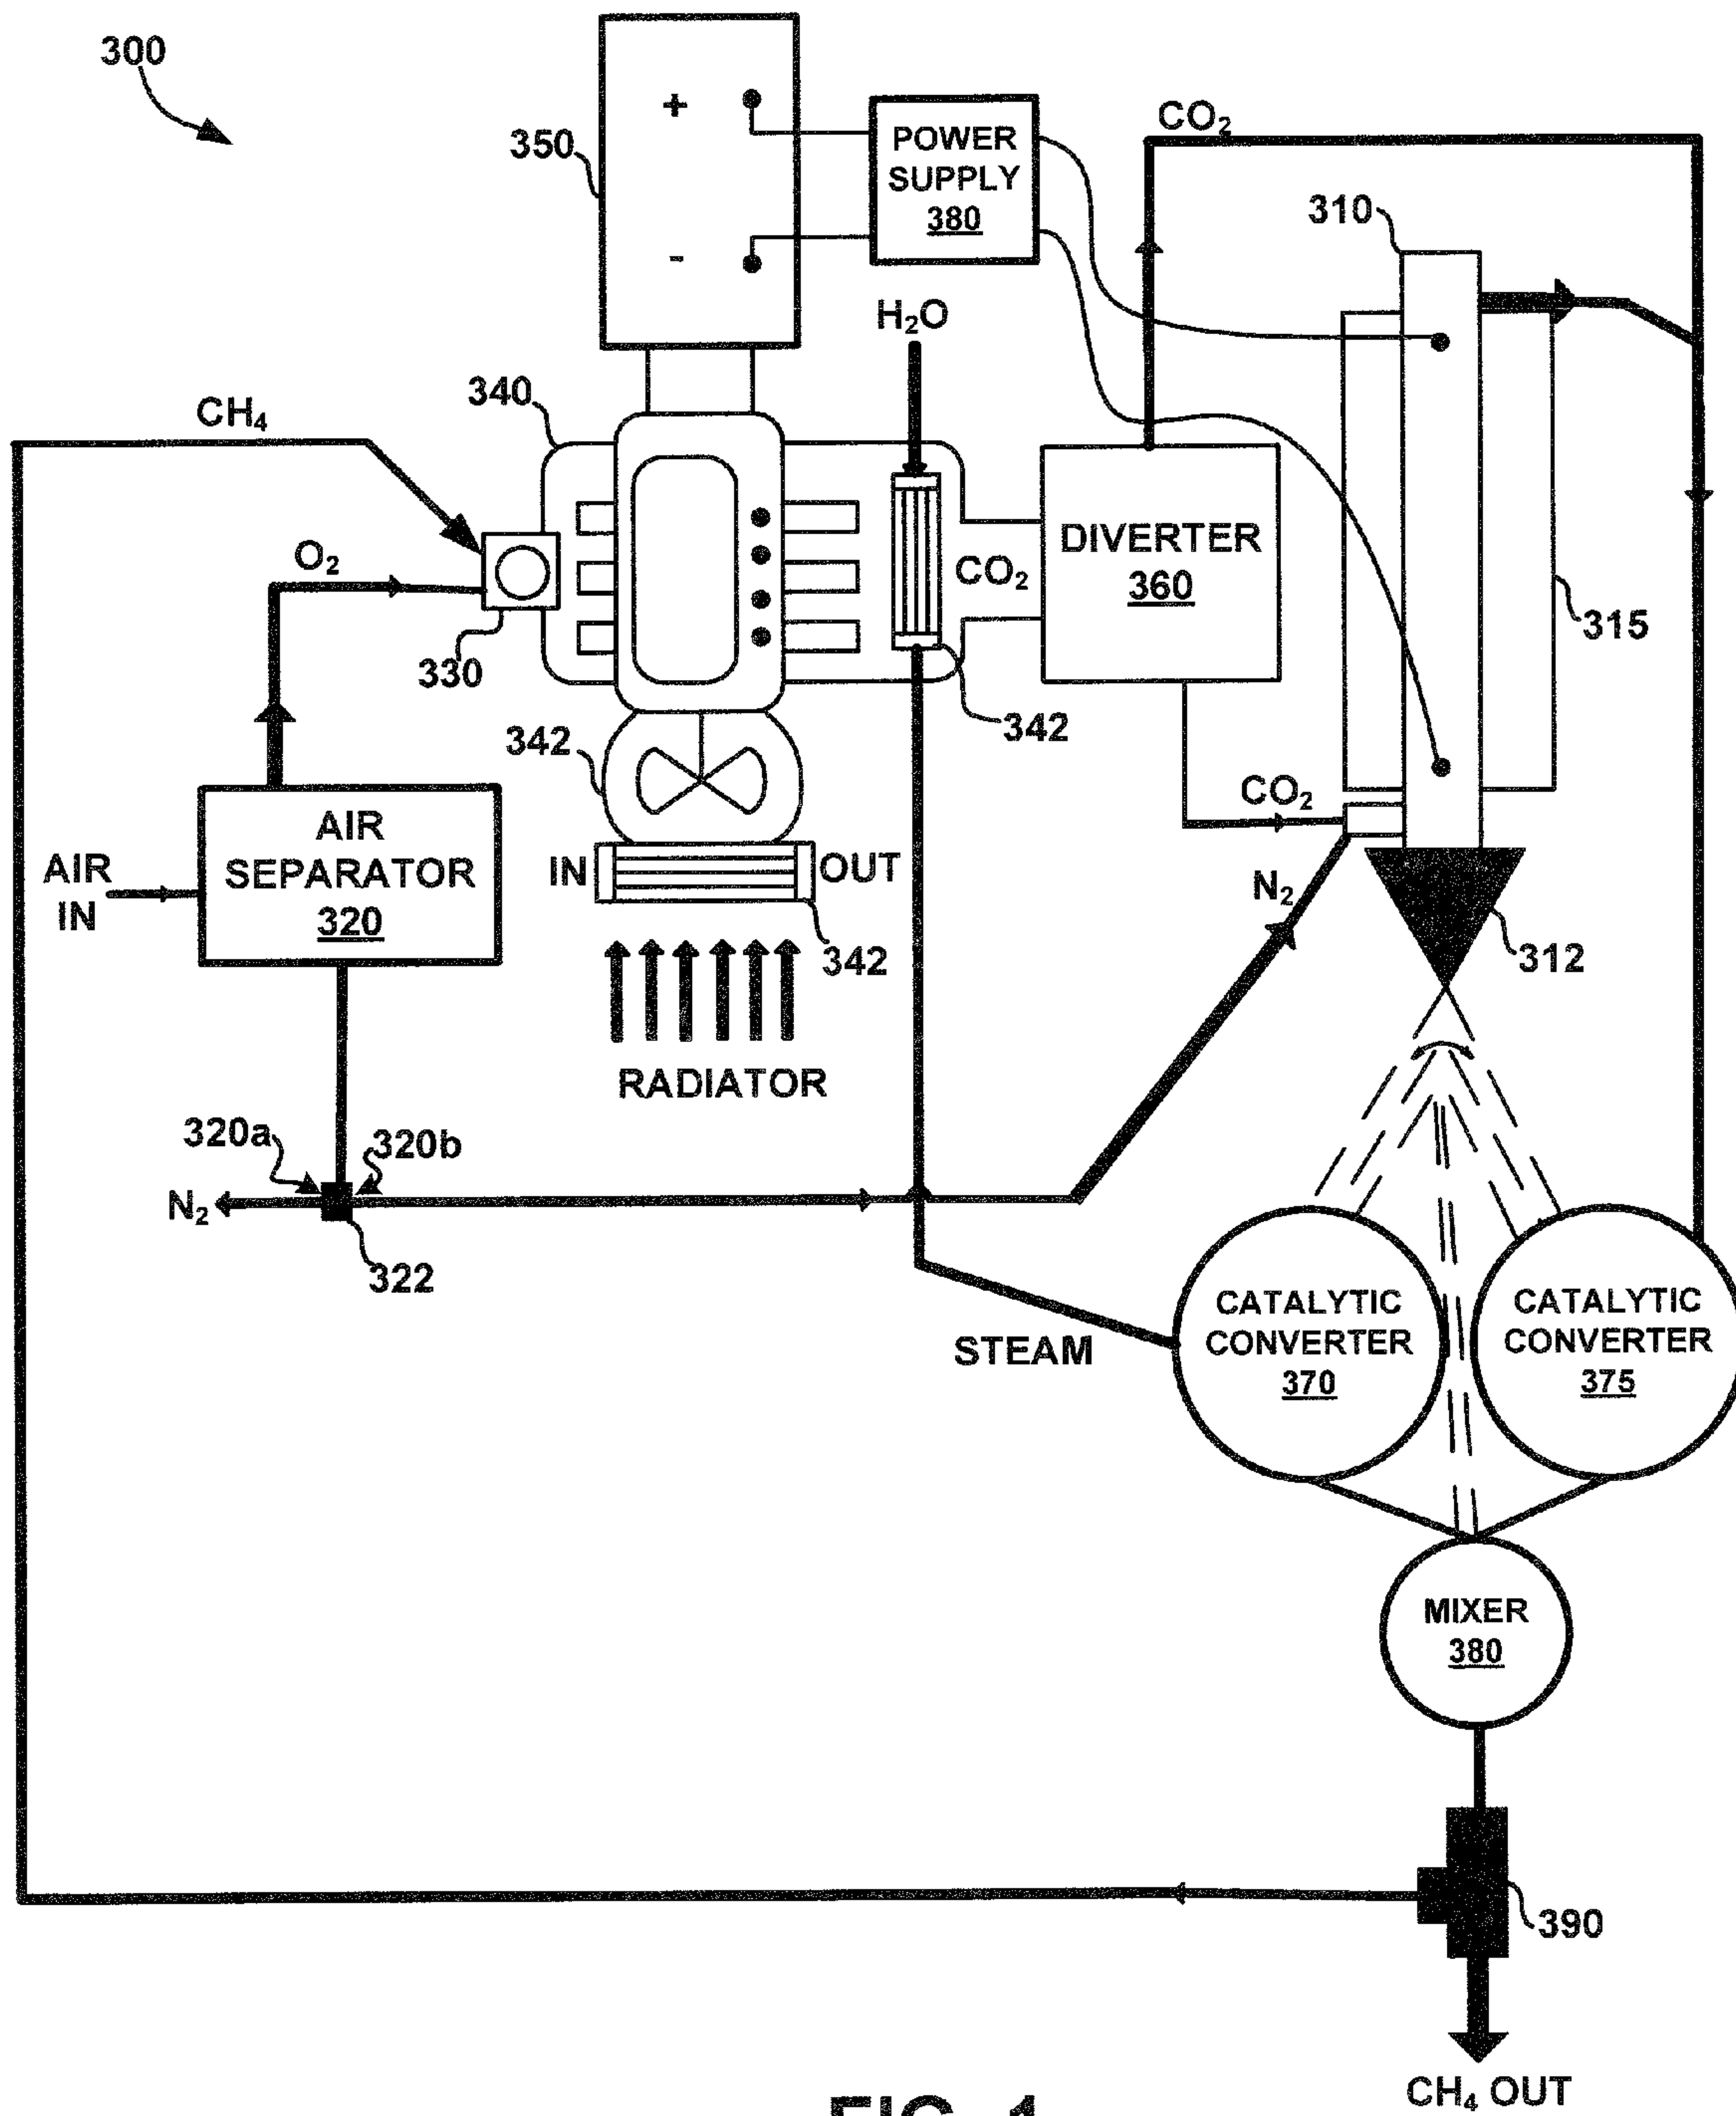 300
350
+
-
POWER
SUPPLY
380
CO₂
310
H₂O
340
CH₄
O₂
330
CO₂
DIVERTER
360
315
342
342
AIR
SEPARATOR
320
AIR
IN
IN
OUT
342
RADIATOR
CO₂
N₂
312
320a
320b
N₂
322
STEAM
CATALYTIC
CONVERTER
370
CATALYTIC
CONVERTER
375
MIXER
380
390
CH₄ OUT
FIG. 1